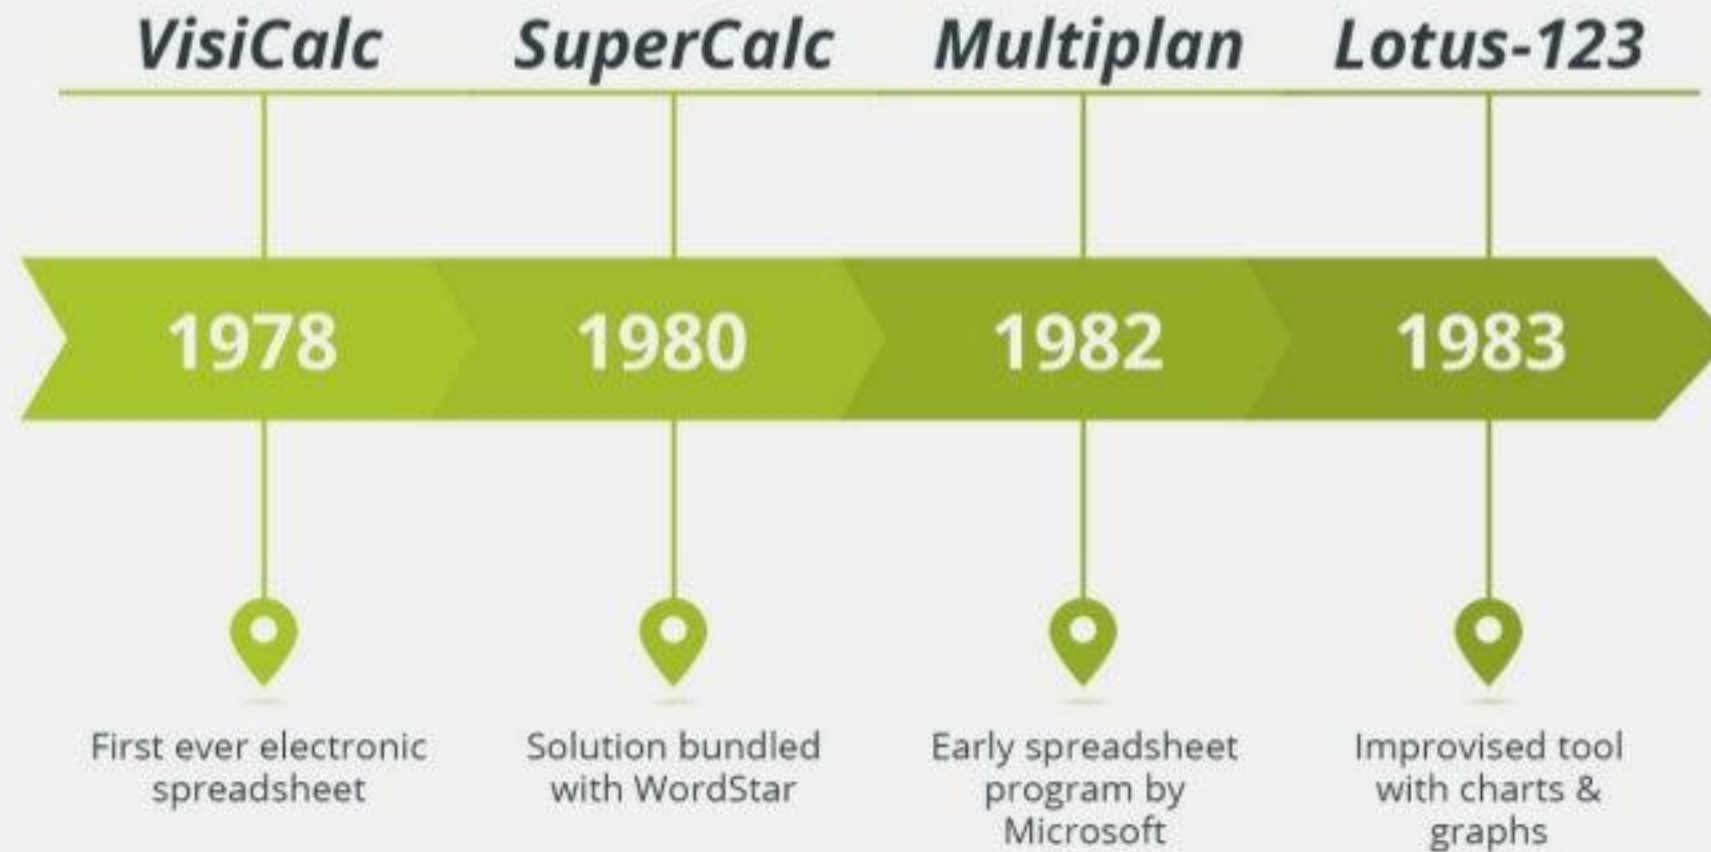 VisiCalc
SuperCalc
Multiplan
Lotus-123
1978
1980
1982
1983
First ever electronic
spreadsheet
Solution bundled
with WordStar
Early spreadsheet
program by
Microsoft
Improvised tool
with charts &
graphs